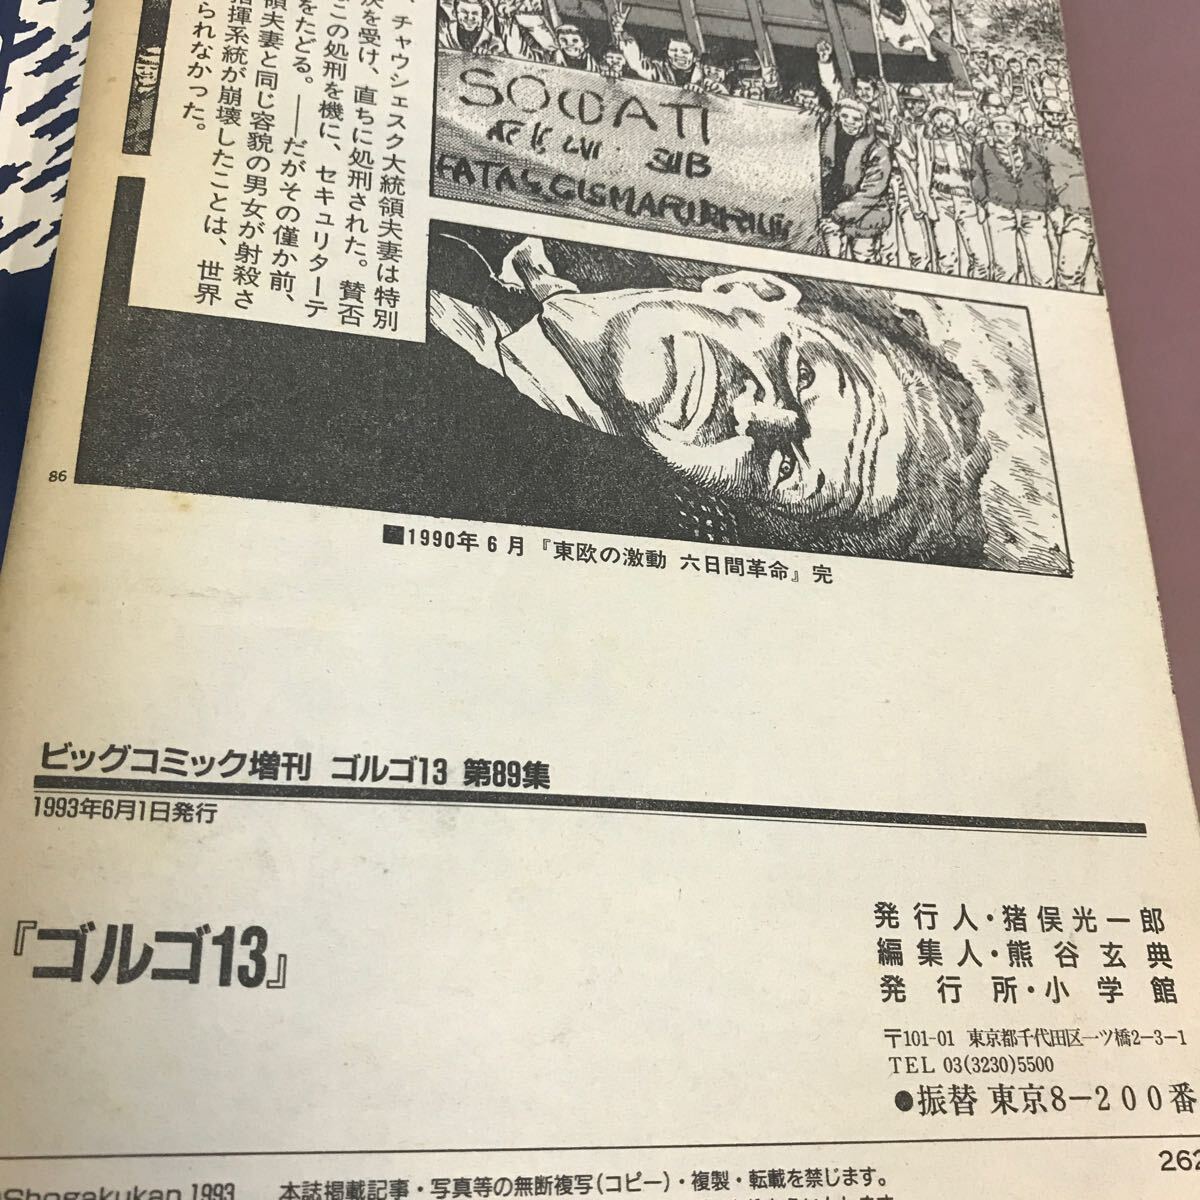 、チャウシェスク大統領夫妻は特別
決を受け、直ちに処刑された。賛否
この処刑を機に、セキュリターテ
をたどる。――だがその僅か前、
領夫妻と同じ容貌の男女が射殺さ
指揮系統が崩壊したことは、世界
られなかった。
FATA
86
■1990年6月『東欧の激動 六日間革命』完
ビッグコミック増刊 ゴルゴ13 第89集
1993年6月1日発行
『ゴルゴ13』
発行人・猪俣光一郎
編集人・熊谷玄典
発行所・小学館
〒101-01 東京都千代田区一ツ橋2-3-1
TEL 03(3230)5500
●振替 東京8-200番
262
Shogakukan 1993
本誌掲載記事・写真等の無断複写(コピー)・複製・転載を禁じます。